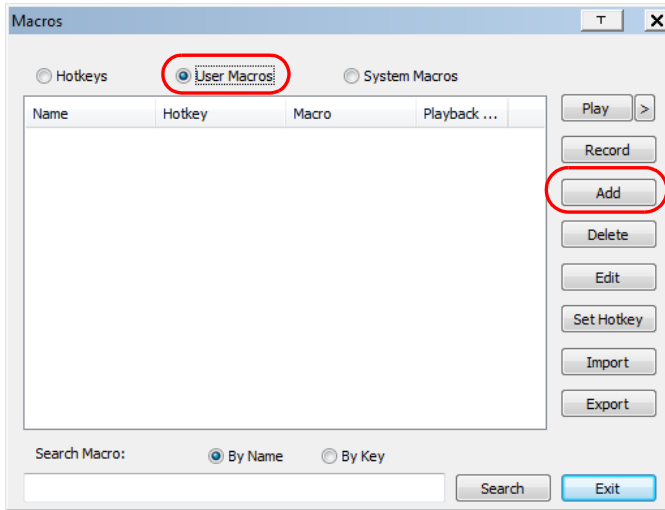 Macros T X
Hotkeys User Macros System Macros
Name Hotkey Macro Playback ... Play >
Record
Add
Delete
Edit
Set Hotkey
Import
Export
Search Macro: By Name By Key
Search Exit